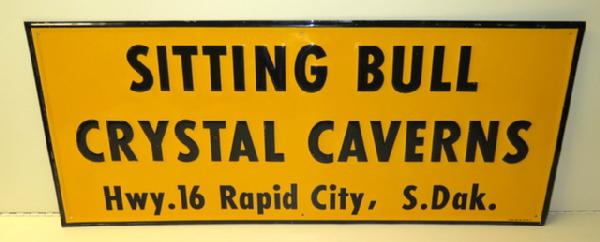 SITTING BULL
CRYSTAL CAVERNS
Hwy.16 Rapid City, S.Dak.